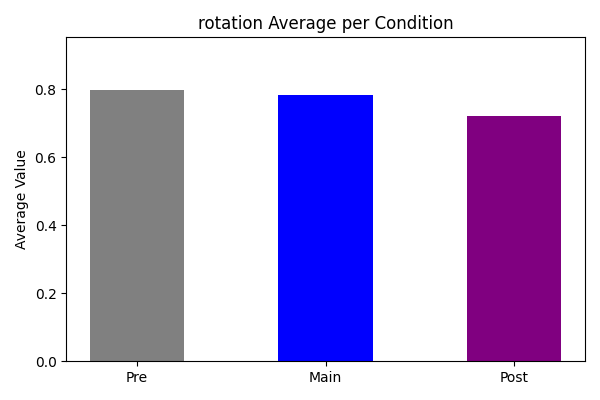 rotation Average per Condition
Average Value
0.8
0.6
0.4
0.2
0.0
Pre
Main
Post